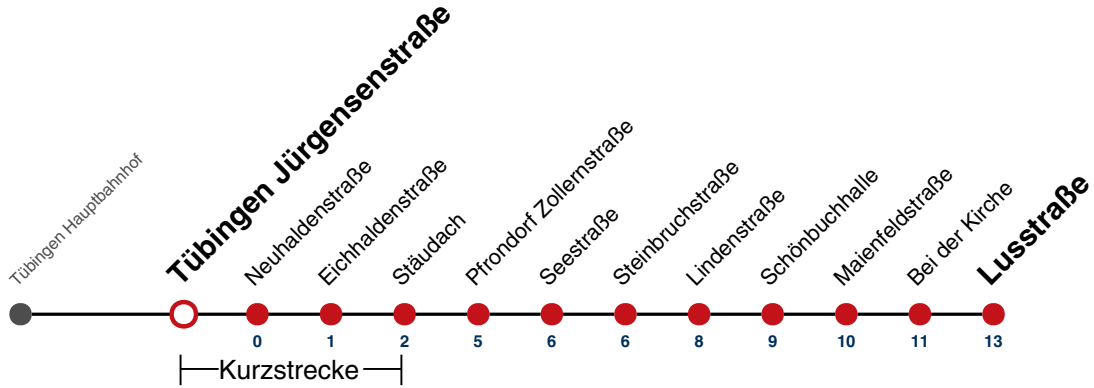 Tübingen Hauptbahnhof
Tübingen Jürgensenstraße
Neuhaldenstraße
Eichhaldenstraße
Stäudach
Pfrondorf Zollernstraße
Seestraße
Steinbruchstraße
Lindenstraße
Schönbuchhalle
Maienfeldstraße
Bei der Kirche
Lusstraße
0 1 2 5 6 6 8 9 10 11 13
Kurzstrecke